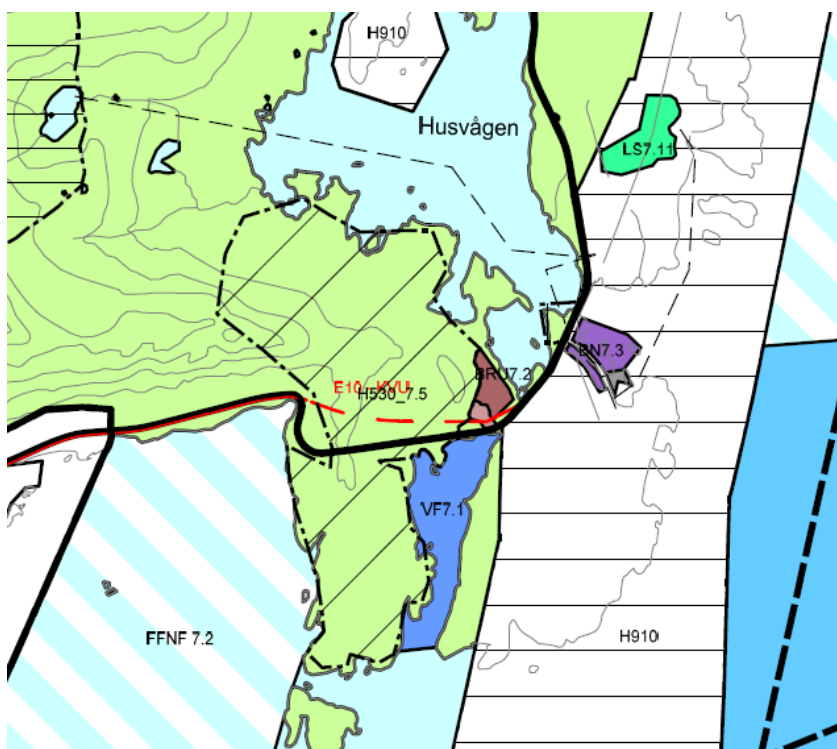 H910
Husvågen
LS7.11
BN7.3
BRU7.2
E10 KVU
H530_7.5
VF7.1
FFNF 7.2
H910